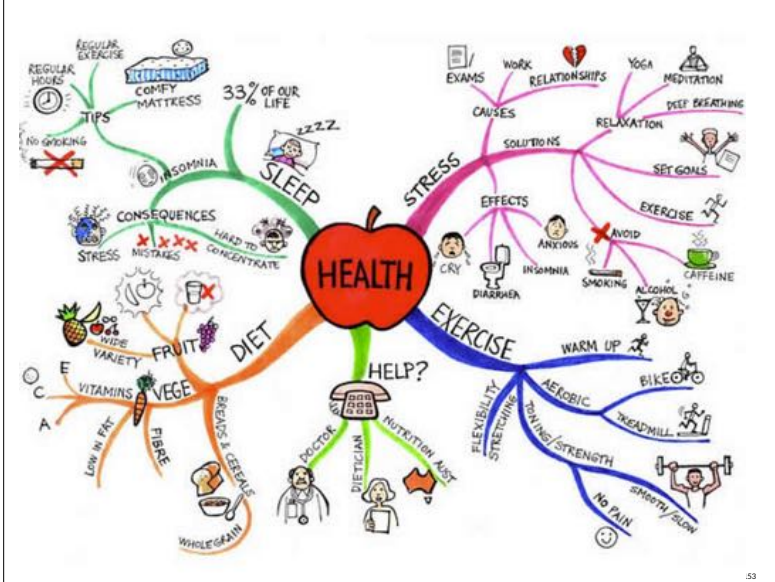 HEALTH
SLEEP
33% OF OUR
LIFE
ZZZZ
INSOMNIA
TIPS
REGULAR
EXERCISE
REGULAR
HOURS
COMFY
MATTRESS
NO SMOKING
CONSEQUENCES
STRESS
MISTAKES
HARD TO
CONCENTRATE
STRESS
CAUSES
EXAMS
WORK
RELATIONSHIPS
SOLUTIONS
RELAXATION
YOGA
MEDITATION
DEEP BREATHING
SET GOALS
EXERCISE
AVOID
SMOKING
ALCOHOL
CAFFEINE
EFFECTS
CRY
DIARRHEA
INSOMNIA
ANXIOUS
DIET
FRUIT
WIDE
VARIETY
VEGE
VITAMINS
E
C
A
LOW IN FAT
FIBRE
BREADS & CEREALS
WHOLEGRAIN
HELP?
DOCTOR
DIETICIAN
NUTRITION AUST
EXERCISE
WARM UP
AEROBIC
BIKE
TREADMILL
FLEXIBILITY
STRETCHING
TONING/STRENGTH
SMOOTH/SLOW
NO PAIN
53